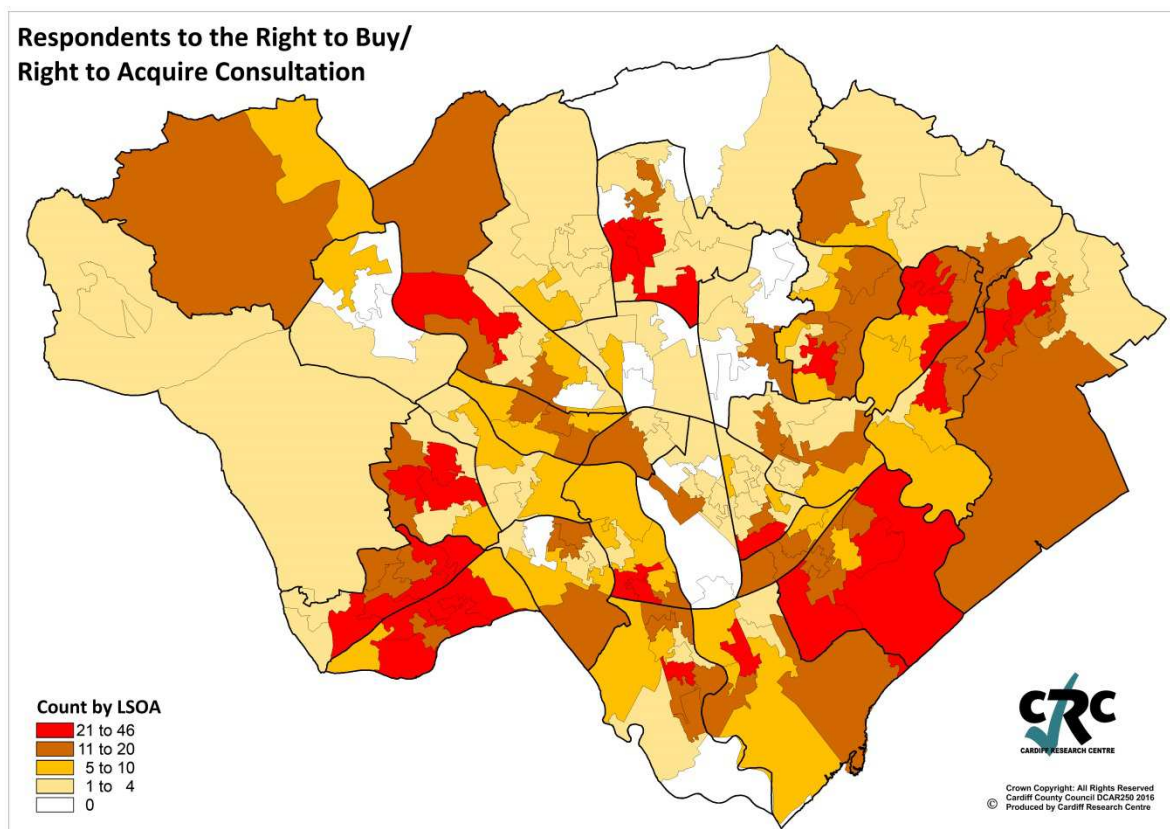 Respondents to the Right to Buy/
Right to Acquire Consultation
Count by LSOA
21 to 46
11 to 20
5 to 10
1 to 4
0
CRC
CARDIFF RESEARCH CENTRE
Crown Copyright: All Rights Reserved
Cardiff County Council DCAR250 2016
© Produced by Cardiff Research Centre